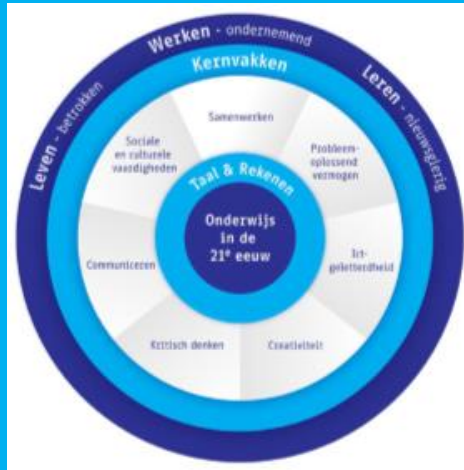 Werken - ondernemend
Kernvakken
Leven - betrokken
Leren - nieuwsgierig
Samenwerken
Sociale
en culturele
vaardigheden
Probleem-
oplossend
vermogen
Taal & Rekenen
Onderwijs
in de
21e eeuw
Communiceren
Ict-
geletterdheid
Kritisch denken
Creativiteit